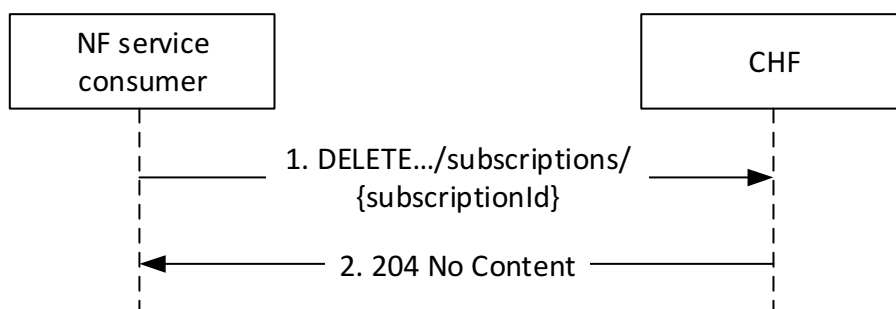 NF service
consumer
CHF
1. DELETE.../subscriptions/
{subscriptionId}
2. 204 No Content